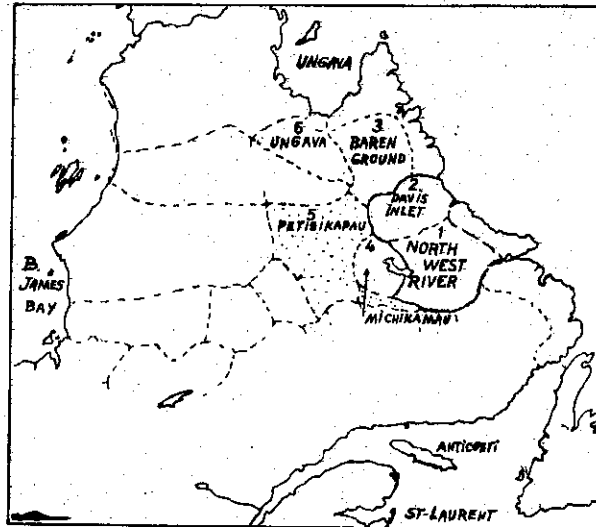 UNGAVA
6
UNGAVA
3
BAREN
GROUND
2
DAVIS
INLET
5
PETISIKAPAU
1
NORTH
WEST
RIVER
4
B.
JAMES
BAY
MICHIKAMAU
ANTICOSTI
ST-LAURENT